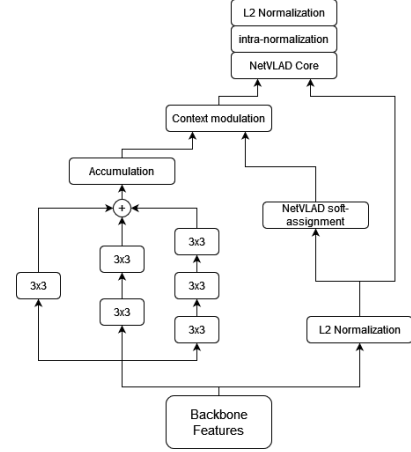 L2 Normalization
intra-normalization
NetVLAD Core
Context modulation
Accumulation
+
NetVLAD soft-
assignment
3x3
3x3
3x3
3x3
3x3
3x3
L2 Normalization
Backbone
Features